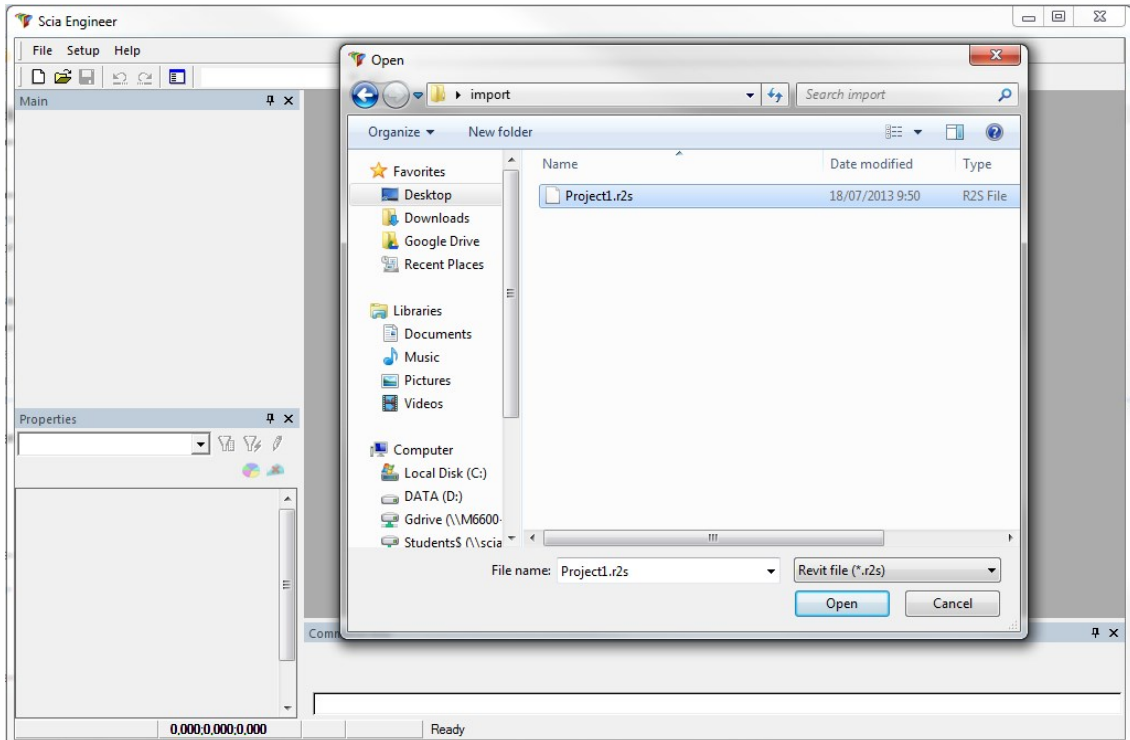 Scia Engineer
File Setup Help
Main
Properties
0,000;0,000;0,000
Ready
Open
import
Search import
Organize
New folder
Favorites
Desktop
Downloads
Google Drive
Recent Places
Libraries
Documents
Music
Pictures
Videos
Computer
Local Disk (C:)
DATA (D:)
Gdrive (\\M6600-
Students$ (\\scia
Name Date modified Type
Project1.r2s 18/07/2013 9:50 R2S File
File name: Project1.r2s Revit file (*.r2s)
Open Cancel